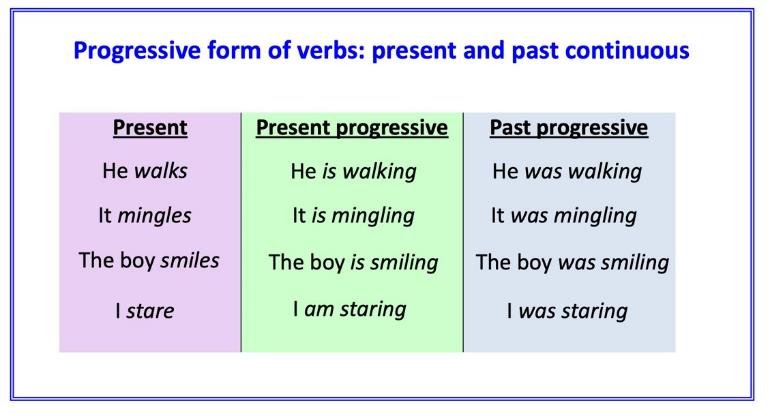 Progressive form of verbs: present and past continuous
Present Present progressive Past progressive
He walks He is walking He was walking
It mingles It is mingling It was mingling
The boy smiles The boy is smiling The boy was smiling
I stare I am staring I was staring